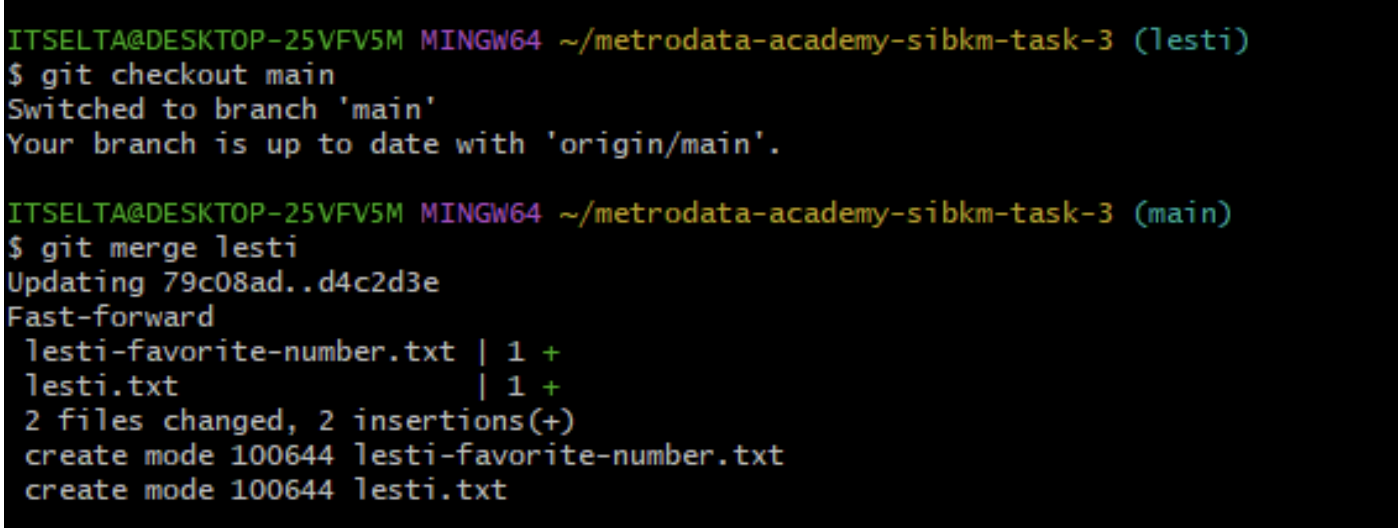 ITSELTA@DESKTOP-25VFV5M MINGW64 ~/metrodata-academy-sibkm-task-3 (lesti)
$ git checkout main
Switched to branch 'main'
Your branch is up to date with 'origin/main'.
ITSELTA@DESKTOP-25VFV5M MINGW64 ~/metrodata-academy-sibkm-task-3 (main)
$ git merge lesti
Updating 79c08ad..d4c2d3e
Fast-forward
 lesti-favorite-number.txt | 1 +
 lesti.txt                 | 1 +
 2 files changed, 2 insertions(+)
 create mode 100644 lesti-favorite-number.txt
 create mode 100644 lesti.txt